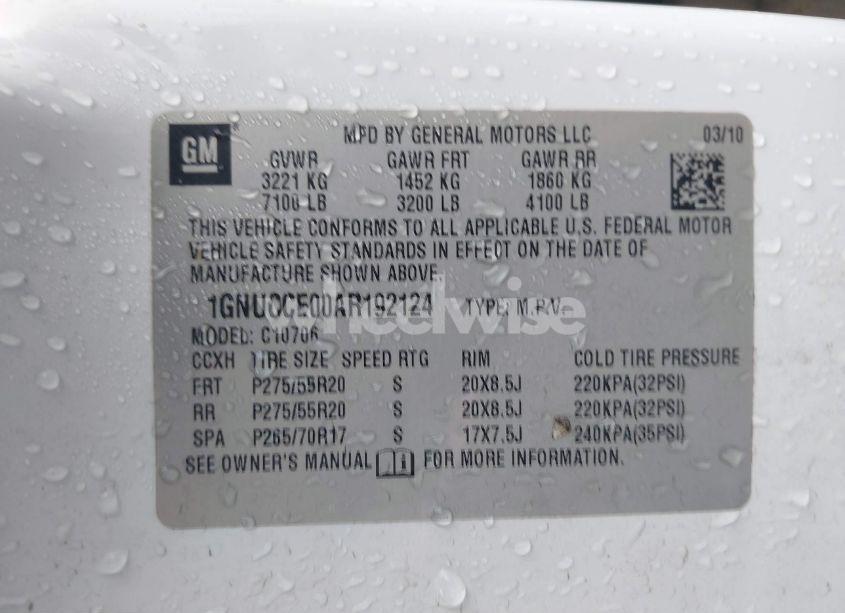 GM
MFD BY GENERAL MOTORS LLC 03/10
GVWR GAWR FRT GAWR RR
3221 KG 1452 KG 1860 KG
7100 LB 3200 LB 4100 LB
THIS VEHICLE CONFORMS TO ALL APPLICABLE U.S. FEDERAL MOTOR
VEHICLE SAFETY STANDARDS IN EFFECT ON THE DATE OF
MANUFACTURE SHOWN ABOVE.
TYPE: M.P.V.
MODEL: C10706
CCXH TIRE SIZE SPEED RTG RIM COLD TIRE PRESSURE
FRT P275/55R20 S 20X8.5J 220KPA(32PSI)
RR P275/55R20 S 20X8.5J 220KPA(32PSI)
SPA P265/70R17 S 17X7.5J 240KPA(35PSI)
SEE OWNER'S MANUAL FOR MORE INFORMATION.